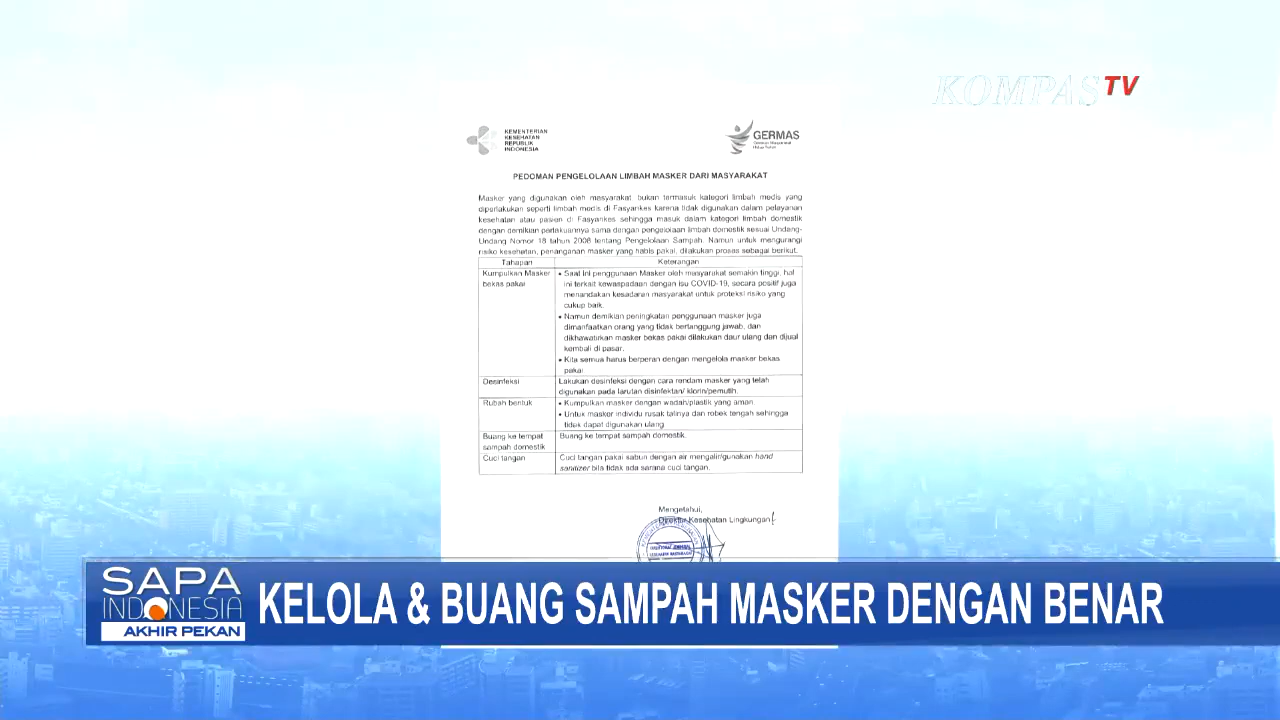 KOMPAS TV
KEMENTERIAN
KESEHATAN
REPUBLIK
INDONESIA
GERMAS
Gerakan Masyarakat
Hidup Sehat
PEDOMAN PENGELOLAAN LIMBAH MASKER DARI MASYARAKAT
Masker yang digunakan oleh masyarakat bukan termasuk kategori limbah medis yang
diperlakukan seperti limbah medis di Fasyankes karena tidak digunakan dalam pelayanan
kesehatan atau pasien di Fasyankes sehingga masuk dalam kategori limbah domestik
dengan demikian perlakuannya sama dengan pengelolaan limbah domestik sesuai Undang-
Undang Nomor 18 tahun 2008 tentang Pengelolaan Sampah. Namun untuk mengurangi
risiko kesehatan, penanganan masker yang habis pakai, dilakukan proses sebagai berikut.
Tahapan Keterangan
Kumpulkan Masker • Saat ini penggunaan Masker oleh masyarakat semakin tinggi, hal
bekas pakai ini terkait kewaspadaan dengan isu COVID-19, secara positif juga
menandakan kesadaran masyarakat untuk proteksi risiko yang
cukup baik.
• Namun demikian peningkatan penggunaan masker juga
dimanfaatkan orang yang tidak bertanggung jawab, dan
dikhawatirkan masker bekas pakai dilakukan daur ulang dan dijual
kembali di pasar.
• Kita semua harus berperan dengan mengelola masker bekas
pakai
Desinfeksi Lakukan desinfeksi dengan cara rendam masker yang telah
digunakan pada larutan disinfektan/ klorin/pemutih.
Rubah bentuk • Kumpulkan masker dengan wadah/plastik yang aman
• Untuk masker individu rusak talinya dan robek tengah sehingga
tidak dapat digunakan ulang
Buang ke tempat Buang ke tempat sampah domestik.
sampah domestik
Cuci tangan Cuci tangan pakai sabun dengan air mengalir/gunakan hand
sanitizer bila tidak ada sarana cuci tangan.
Mengetahui,
Direktur Kesehatan Lingkungan
SAPA
INDONESIA
AKHIR PEKAN
KELOLA & BUANG SAMPAH MASKER DENGAN BENAR